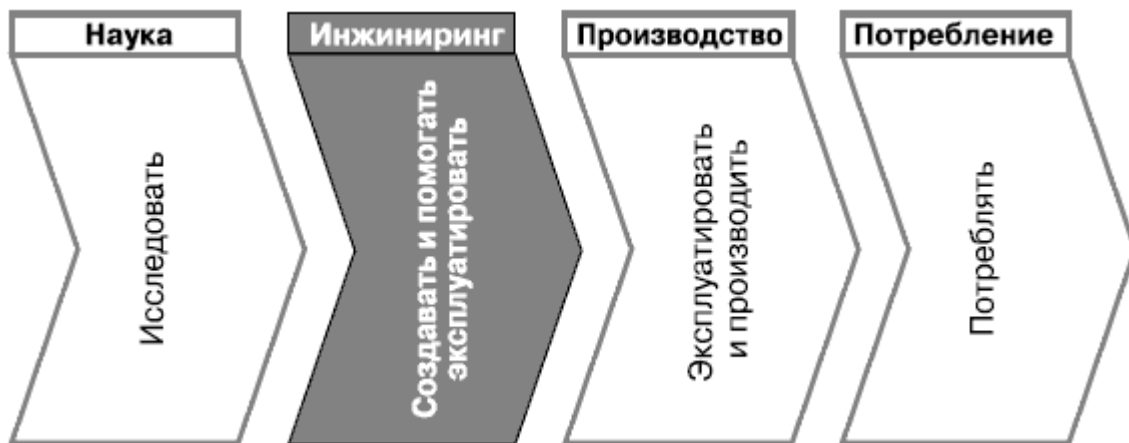 Наука
Инжиниринг
Производство
Потребление
Исследовать
Создавать и помогать
эксплуатировать
Эксплуатировать
и производить
Потреблять